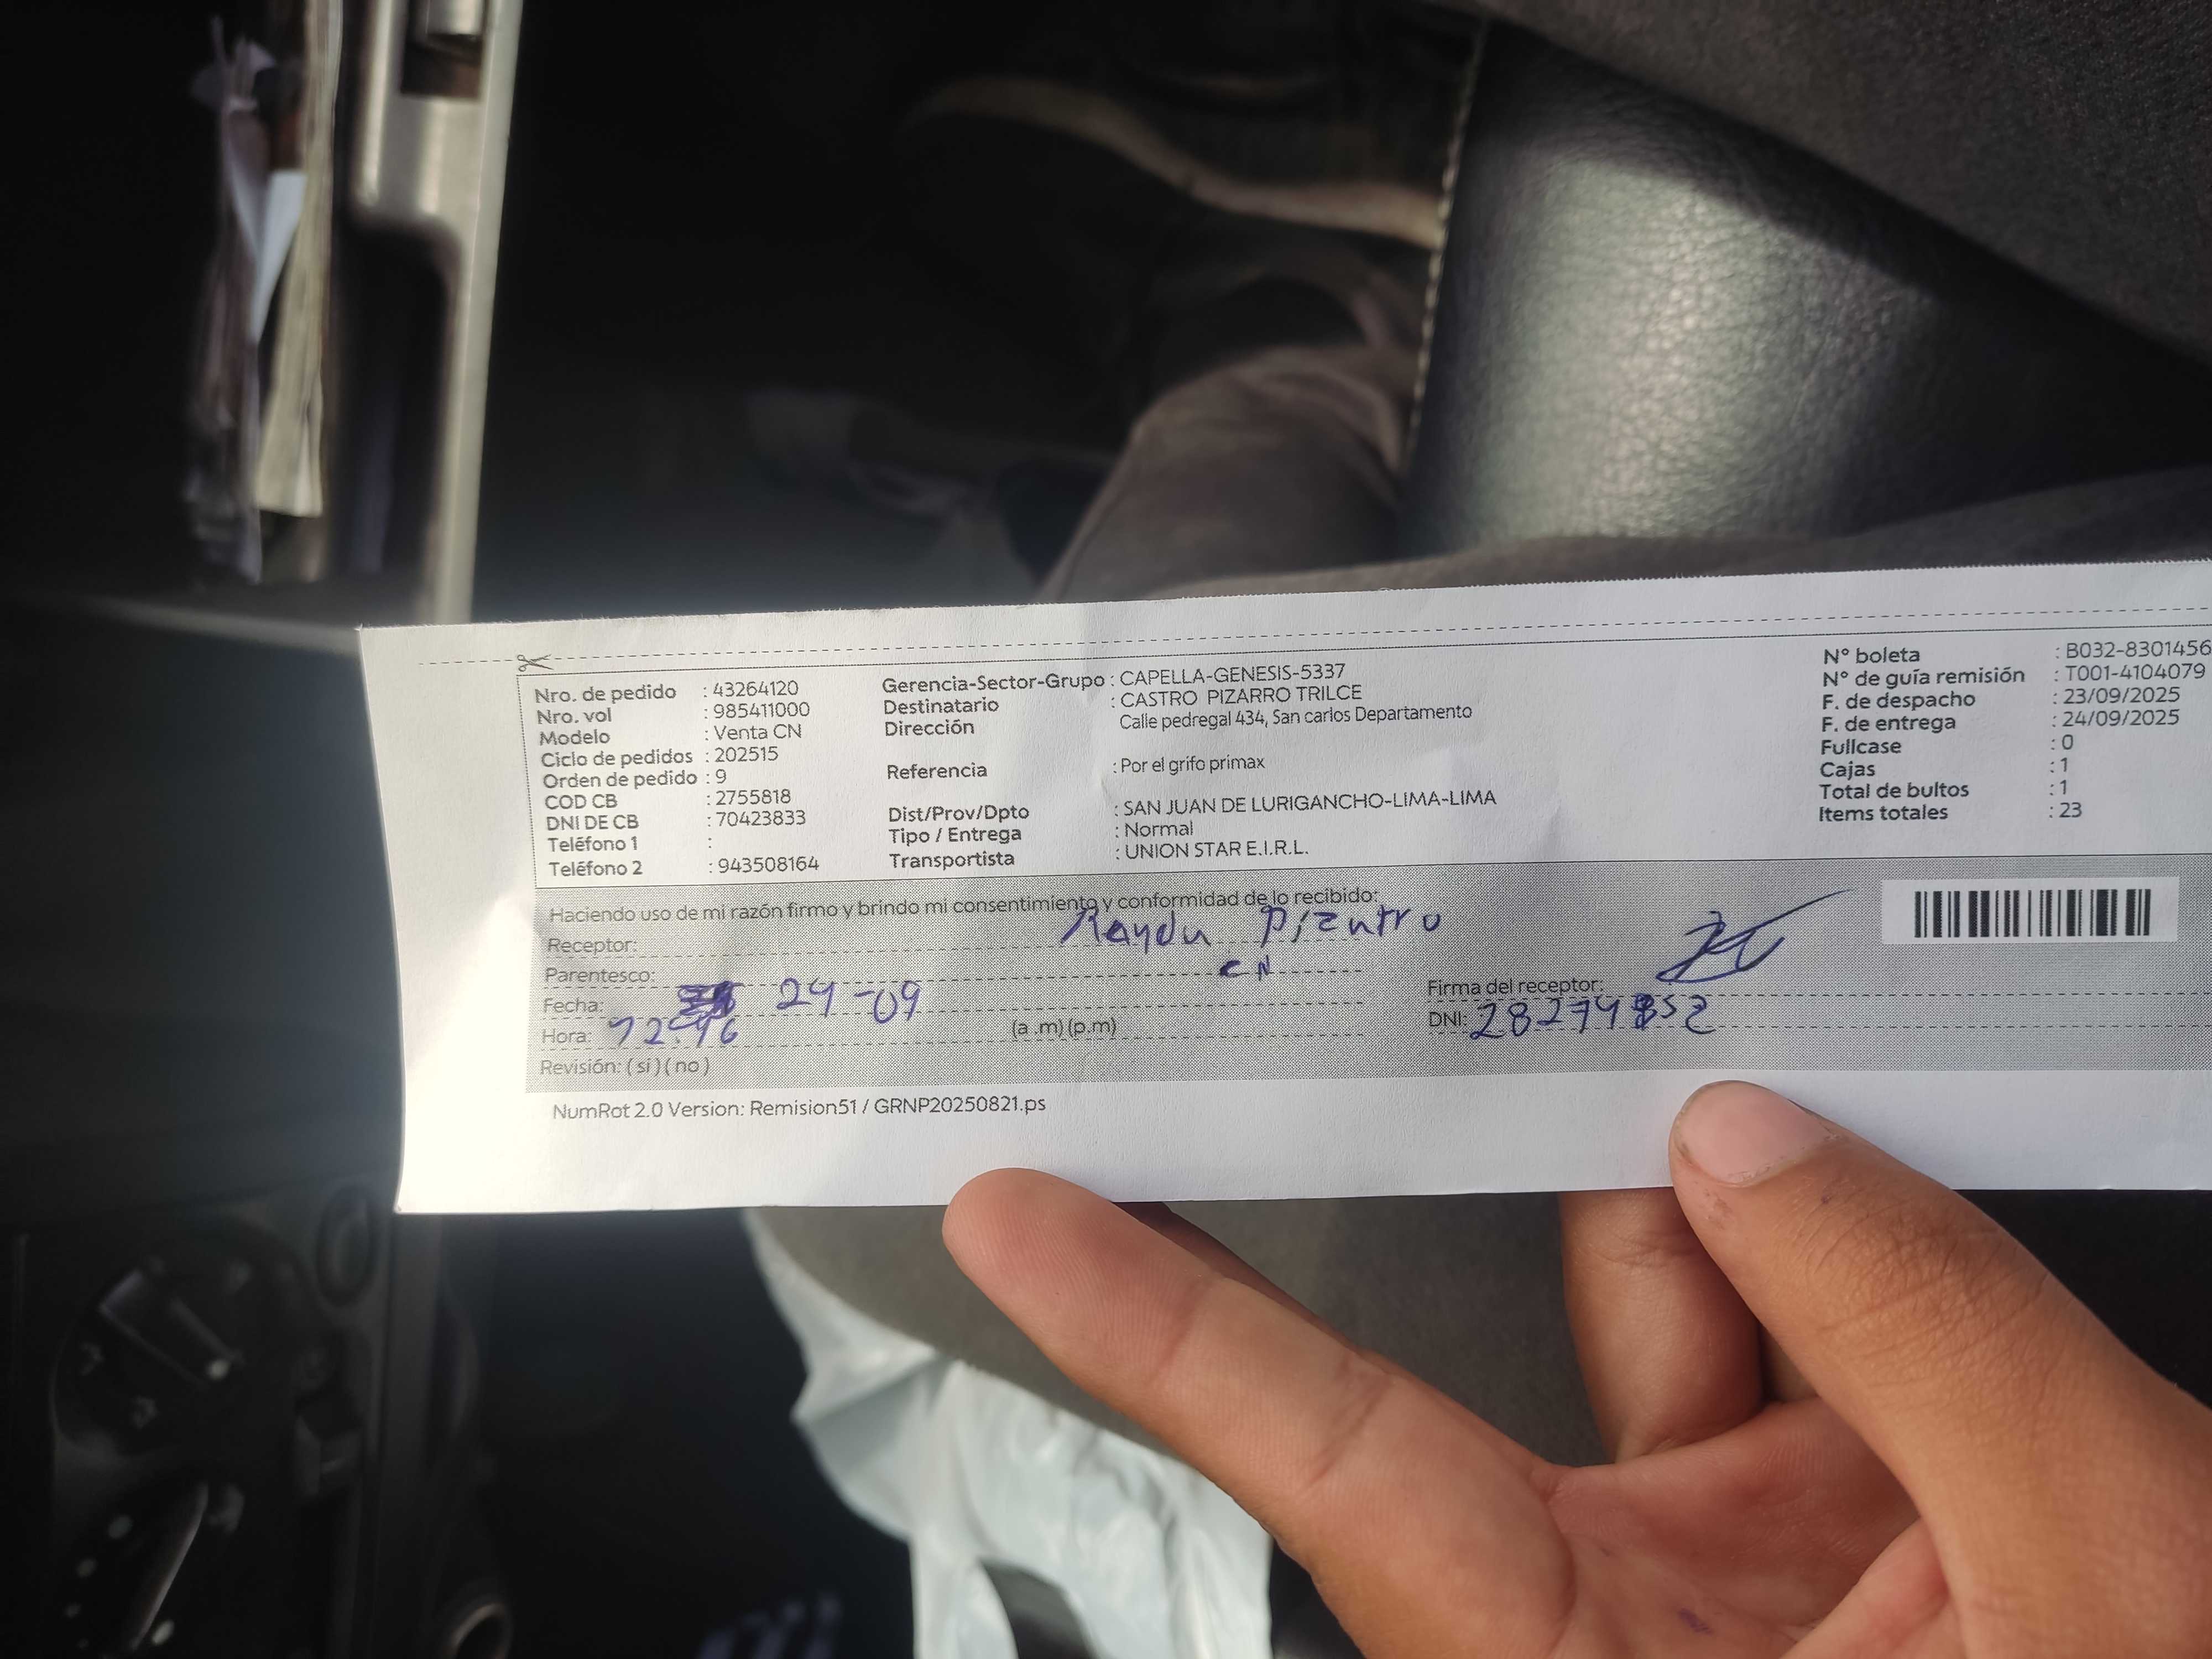 Nro. de pedido : 43264120
Nro. vol : 985411000
Modelo : Venta CN
Ciclo de pedidos : 202515
Orden de pedido : 9
COD CB : 2755818
DNI DE CB : 70423833
Teléfono 1 :
Teléfono 2 : 943508164
Gerencia-Sector-Grupo : CAPELLA-GENESIS-5337
Destinatario : CASTRO PIZARRO TRILCE
Dirección Calle pedregal 434, San carlos Departamento
Referencia : Por el grifo primax
Dist/Prov/Dpto : SAN JUAN DE LURIGANCHO-LIMA-LIMA
Tipo / Entrega : Normal
Transportista : UNION STAR E.I.R.L.
N° boleta : B032-8301456
N° de guía remisión : T001-4104079
F. de despacho : 23/09/2025
F. de entrega : 24/09/2025
Fullcase : 0
Cajas : 1
Total de bultos : 1
Items totales : 23
Haciendo uso de mi razón firmo y brindo mi consentimiento y conformidad de lo recibido:
Receptor:
Parentesco: CN
Fecha: 24-09
Hora: (a .m) (p.m)
Revisión: ( si ) ( no )
Firma del receptor:
DNI:
NumRot 2.0 Version: Remision51 / GRNP20250821.ps